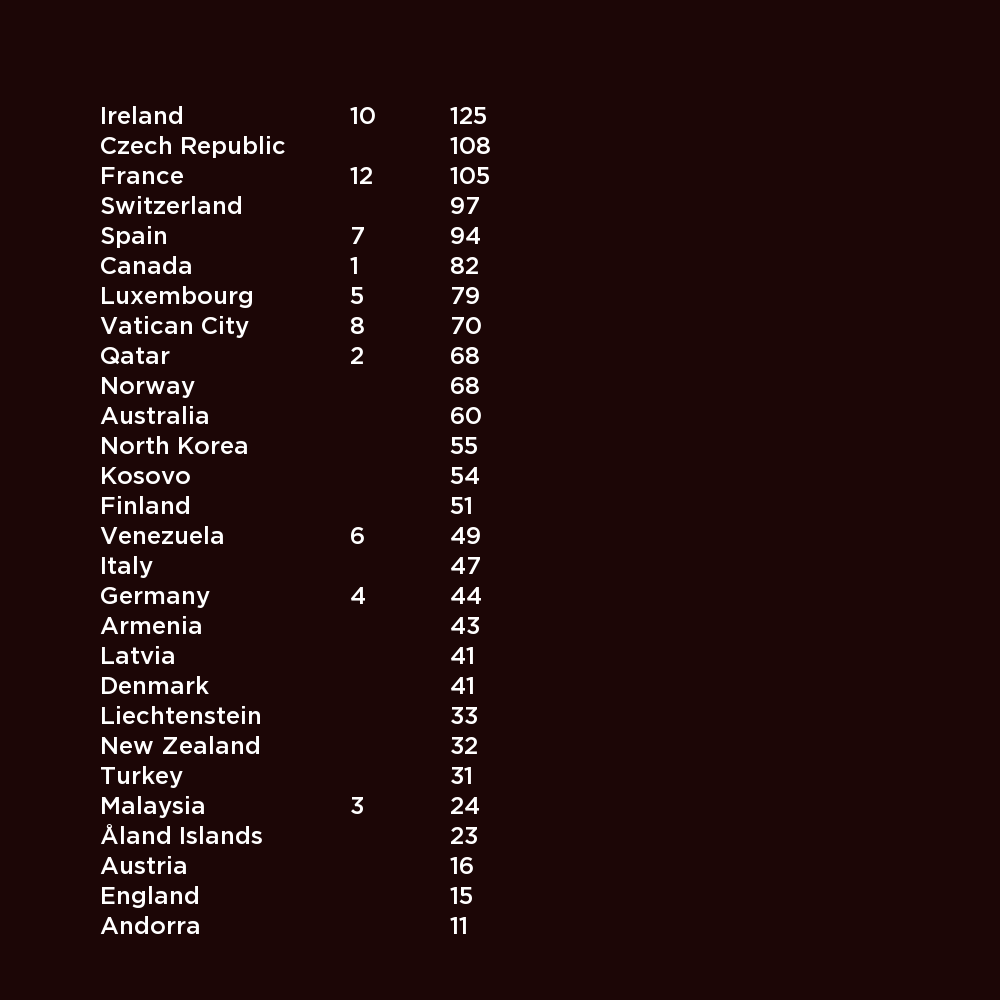 Ireland 10 125
Czech Republic 108
France 12 105
Switzerland 97
Spain 7 94
Canada 1 82
Luxembourg 5 79
Vatican City 8 70
Qatar 2 68
Norway 68
Australia 60
North Korea 55
Kosovo 54
Finland 51
Venezuela 6 49
Italy 47
Germany 4 44
Armenia 43
Latvia 41
Denmark 41
Liechtenstein 33
New Zealand 32
Turkey 31
Malaysia 3 24
Åland Islands 23
Austria 16
England 15
Andorra 11